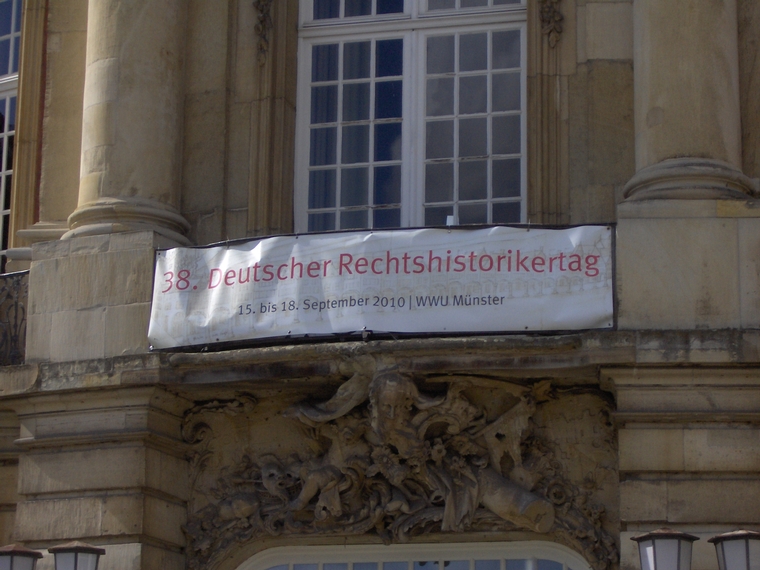 38. Deutscher Rechtshistorikertag
15. bis 18. September 2010 | WWU Münster